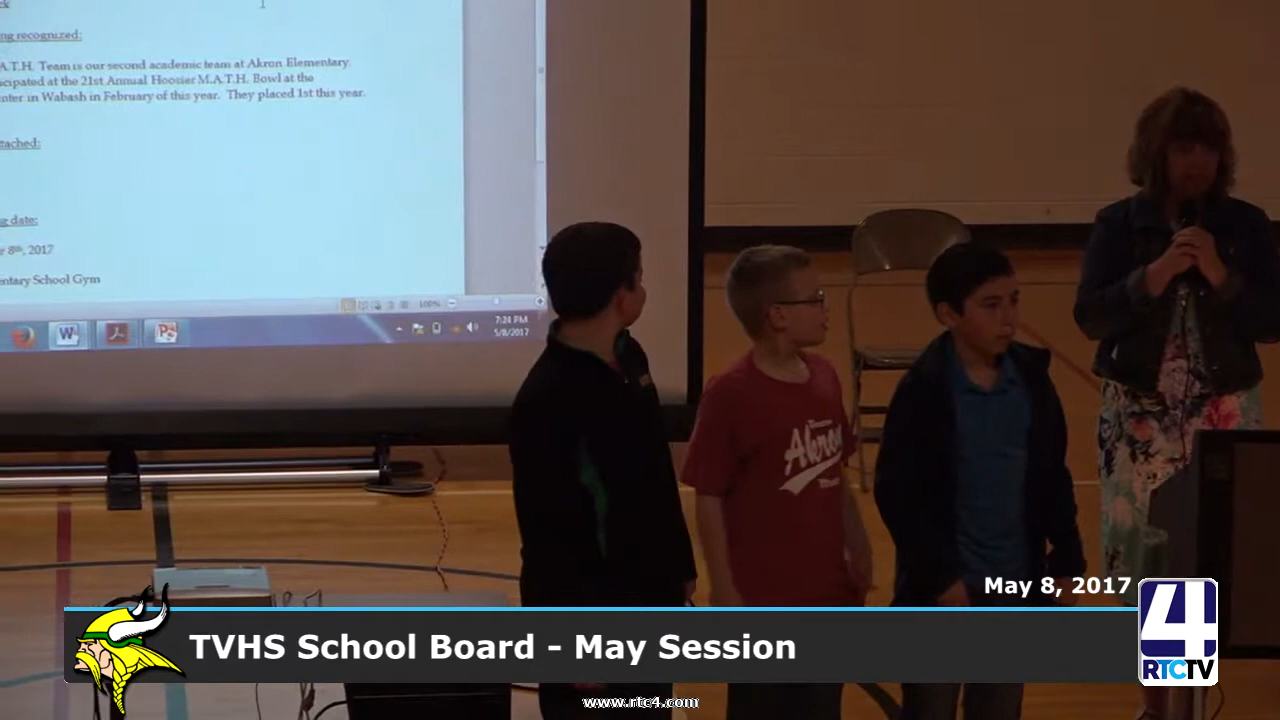 ng recognized:
A.T.H. Team is our second academic team at Akron Elementary.
icipated at the 21st Annual Hoosier M.A.T.H. Bowl at the
nter in Wabash in February of this year. They placed 1st this year.
ttached:
g date:
r 8th, 2017
entary School Gym
100%
7:24 PM
5/8/2017
Akron
May 8, 2017
TVHS School Board - May Session
4
RTCTV
www.rtc4.com